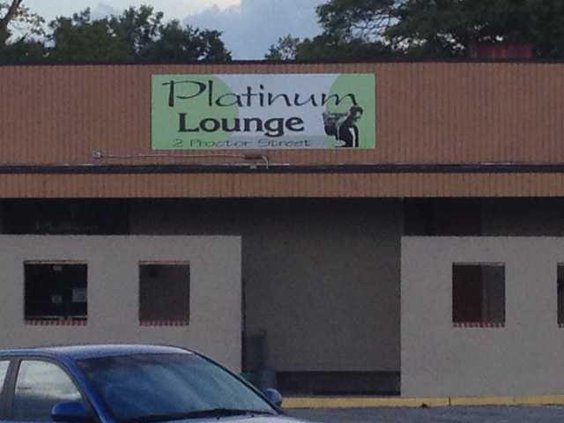 Platinum
Lounge
2 Proctor Street